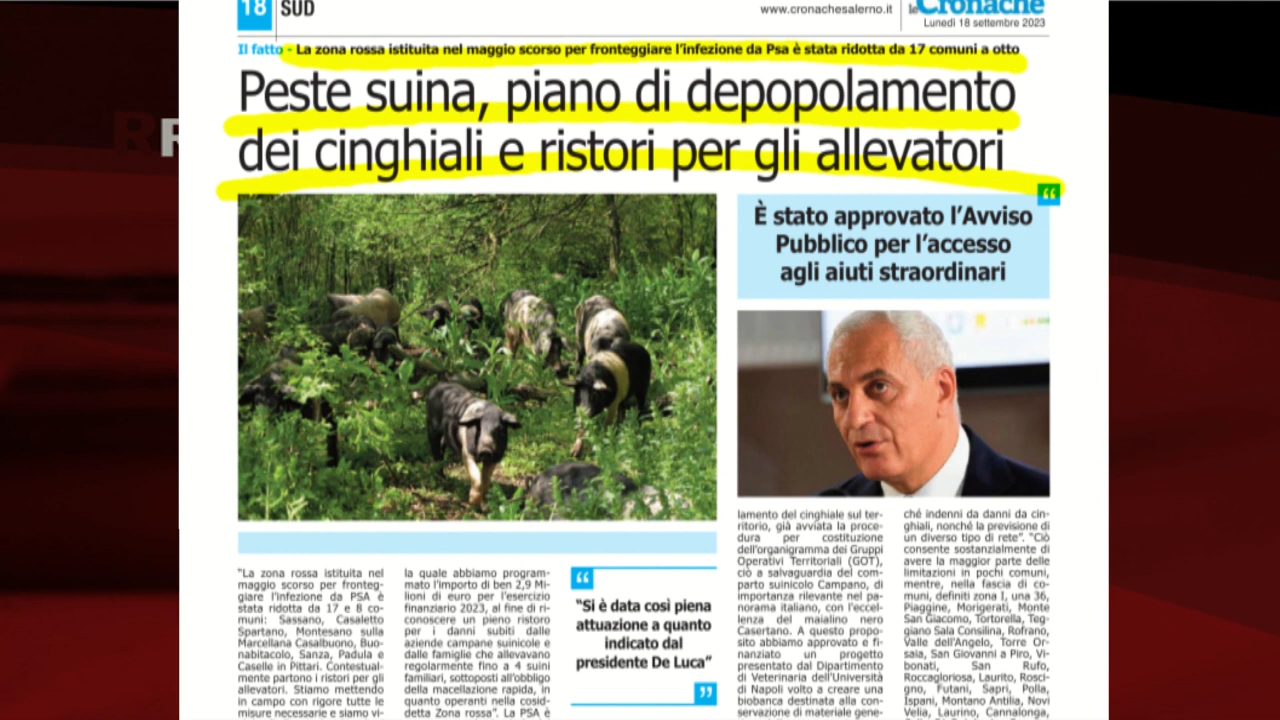 18
SUD
www.cronachesalerno.it
le Cronache
Lunedì 18 settembre 2023
Il fatto - La zona rossa istituita nel maggio scorso per fronteggiare l'infezione da Psa è stata ridotta da 17 comuni a otto
Peste suina, piano di depopolamento
dei cinghiali e ristori per gli allevatori
“
È stato approvato l'Avviso
Pubblico per l'accesso
agli aiuti straordinari
"La zona rossa istituita nel
maggio scorso per fronteg-
giare l'infezione da PSA è
stata ridotta da 17 e 8 co-
muni: Sassano, Casaletto
Spartano, Montesano sulla
Marcellana Casalbuono, Buo-
nabitacolo, Sanza, Padula e
Caselle in Pittari. Contestual-
mente partono i ristori per gli
allevatori. Stiamo mettendo
in campo con rigore tutte le
misure necessarie e siamo vi-
la quale abbiamo program-
mato l'importo di ben 2,9 Mi-
lioni di euro per l'esercizio
finanziario 2023, al fine di ri-
conoscere un pieno ristoro
per i danni subiti dalle
aziende campane suinicole e
dalle famiglie che allevavano
regolarmente fino a 4 suini
familiari, sottoposti all'obbligo
della macellazione rapida, in
quanto operanti nella cosid-
detta Zona rossa". La PSA è
“
"Si è data così piena
attuazione a quanto
indicato dal
presidente De Luca"
”
lamento del cinghiale sul ter-
ritorio, già avviata la proce-
dura per costituzione
dell'organigramma dei Gruppi
Operativi Territoriali (GOT),
ciò a salvaguardia del com-
parto suinicolo Campano, di
importanza rilevante nel pa-
norama italiano, con l'eccel-
lenza del maialino nero
Casertano. A questo propo-
sito abbiamo approvato e fi-
nanziato un progetto
presentato dal Dipartimento
di Veterinaria dell'Università
di Napoli volto a creare una
biobanca destinata alla con-
servazione di materiale gene-
ché indenni da danni da cin-
ghiali, nonché la previsione di
un diverso tipo di rete". "Ciò
consente sostanzialmente di
avere la maggior parte delle
limitazioni in pochi comuni,
mentre, nella fascia di co-
muni, definiti zona I, una 36,
Piaggine, Morigerati, Monte
San Giacomo, Tortorella, Teg-
giano Sala Consilina, Rofrano,
Valle dell'Angelo, Torre Or-
saia, San Giovanni a Piro, Vi-
bonati, San Rufo,
Roccagloriosa, Laurito, Rosci-
gno, Futani, Sapri, Polla,
Ispani, Montano Antilia, Novi
Velia, Laurino, Cannalonga,